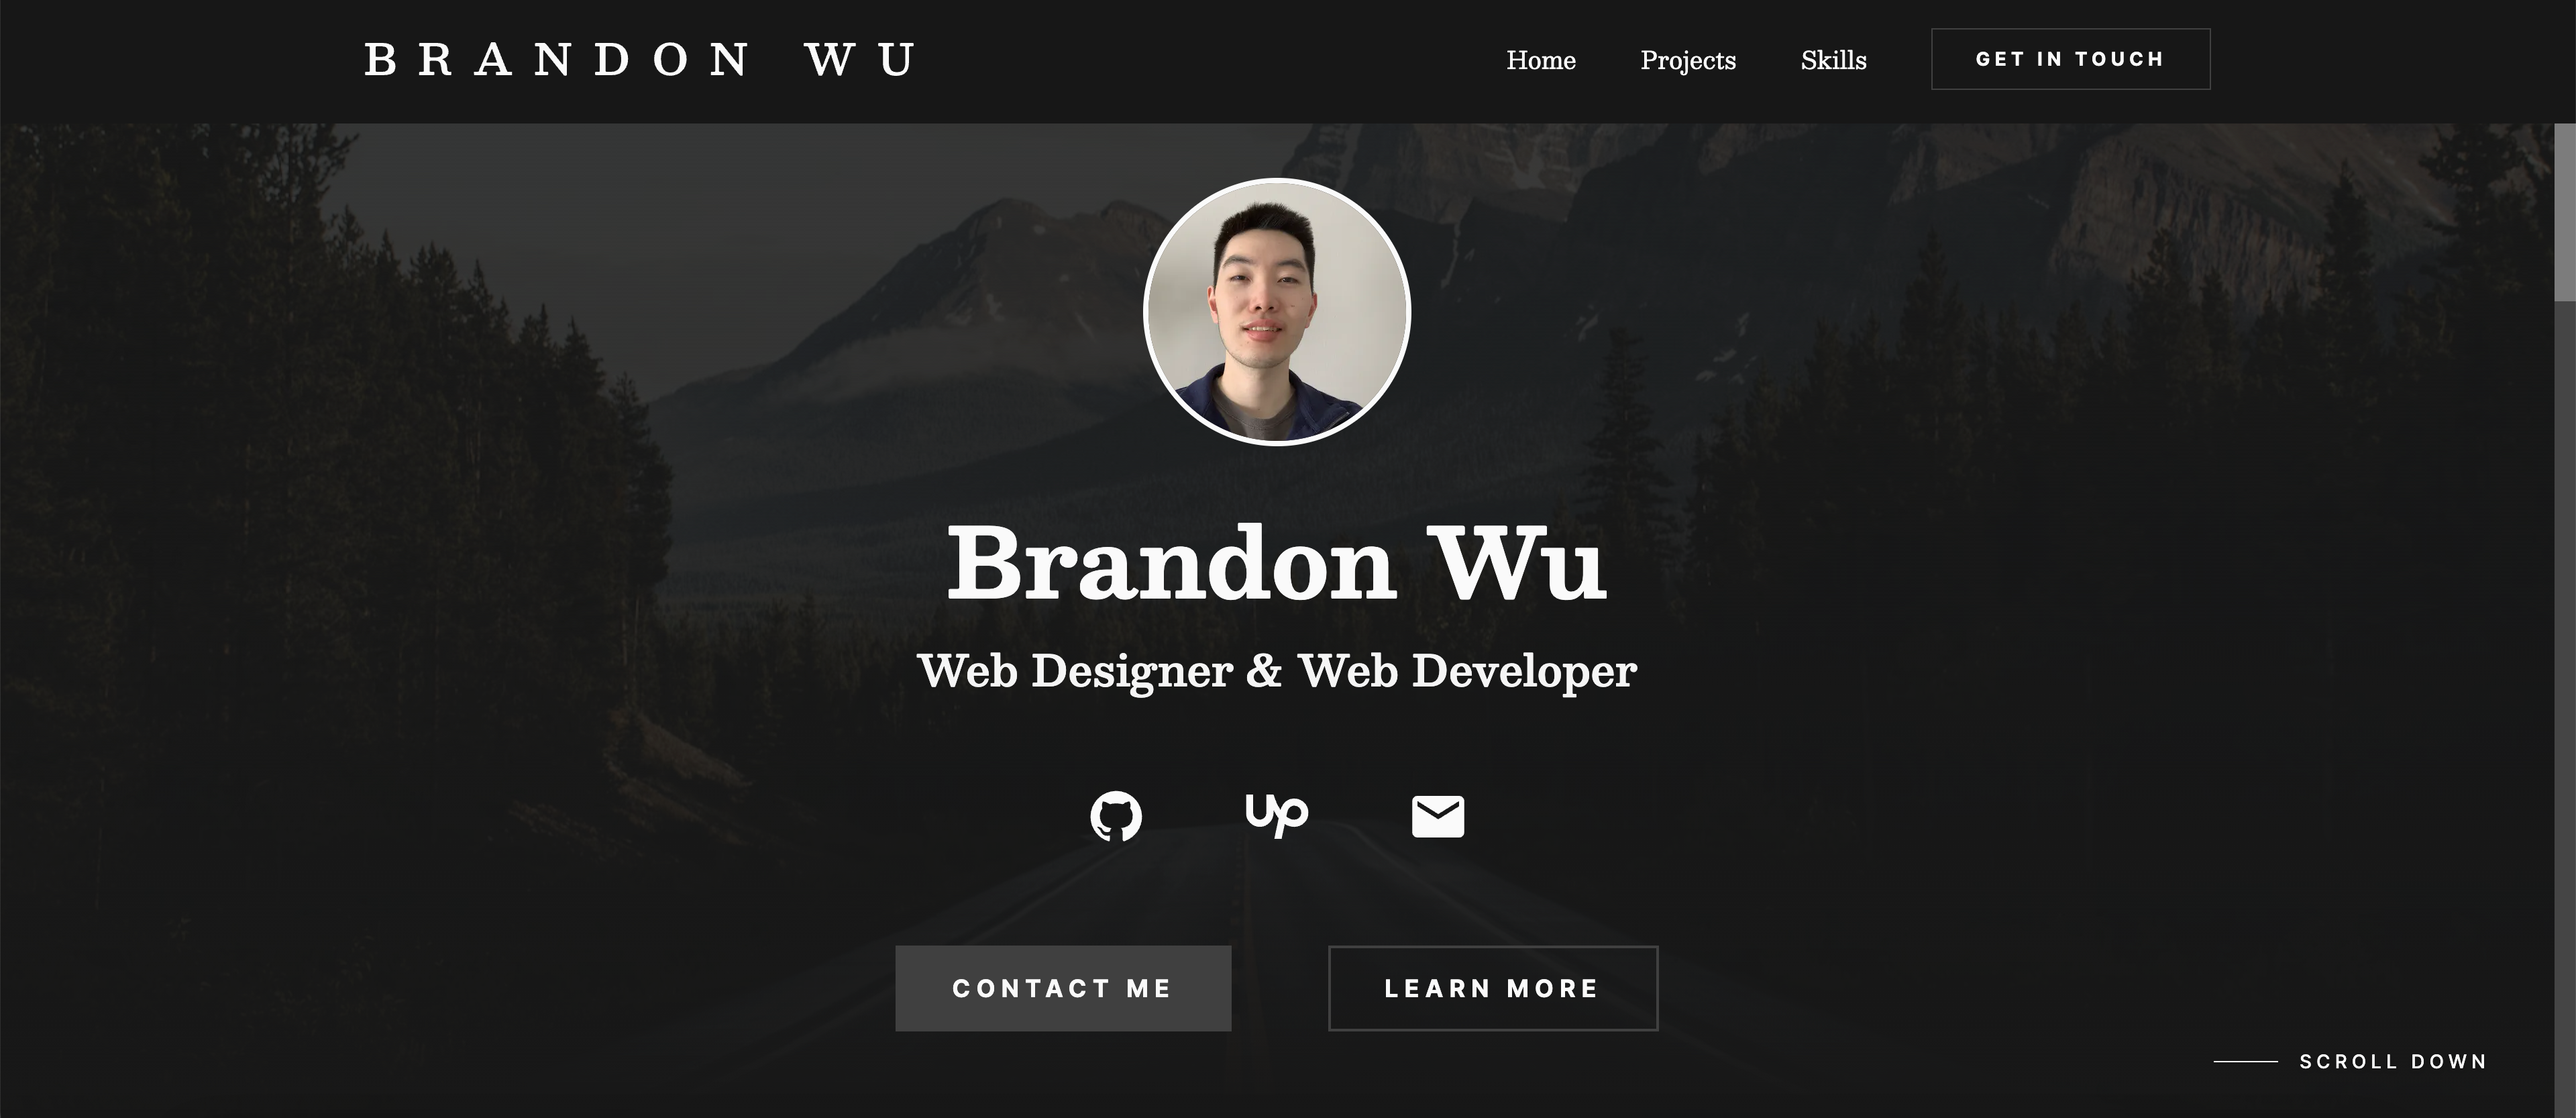 BRANDON WU
Home Projects Skills GET IN TOUCH
Brandon Wu
Web Designer & Web Developer
Up
CONTACT ME LEARN MORE
SCROLL DOWN